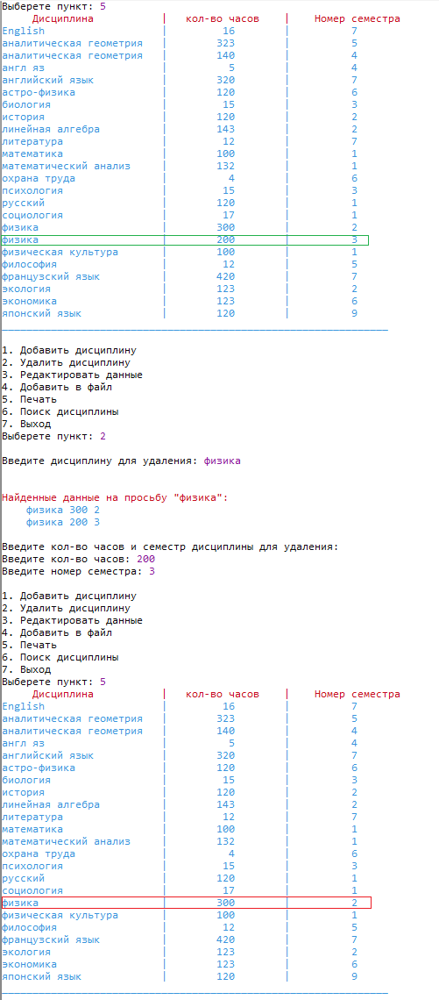 Выберете пункт: 5
Дисциплина | кол-во часов | Номер семестра
English | 16 | 7
аналитическая геометрия | 323 | 5
аналитическая геометрия | 140 | 4
англ яз | 5 | 4
английский язык | 320 | 7
астро-физика | 120 | 6
биология | 15 | 3
история | 120 | 2
линейная алгебра | 143 | 2
литература | 12 | 7
математика | 100 | 1
математический анализ | 132 | 1
охрана труда | 4 | 6
психология | 15 | 3
русский | 120 | 1
социология | 17 | 1
физика | 300 | 2
физика | 200 | 3
физическая культура | 100 | 1
философия | 12 | 5
французский язык | 420 | 7
экология | 123 | 2
экономика | 123 | 6
японский язык | 120 | 9
1. Добавить дисциплину
2. Удалить дисциплину
3. Редактировать данные
4. Добавить в файл
5. Печать
6. Поиск дисциплины
7. Выход
Выберете пункт: 2
Введите дисциплину для удаления: физика
Найденные данные на просьбу "физика":
физика 300 2
физика 200 3
Введите кол-во часов и семестр дисциплины для удаления:
Введите кол-во часов: 200
Введите номер семестра: 3
1. Добавить дисциплину
2. Удалить дисциплину
3. Редактировать данные
4. Добавить в файл
5. Печать
6. Поиск дисциплины
7. Выход
Выберете пункт: 5
Дисциплина | кол-во часов | Номер семестра
English | 16 | 7
аналитическая геометрия | 323 | 5
аналитическая геометрия | 140 | 4
англ яз | 5 | 4
английский язык | 320 | 7
астро-физика | 120 | 6
биология | 15 | 3
история | 120 | 2
линейная алгебра | 143 | 2
литература | 12 | 7
математика | 100 | 1
математический анализ | 132 | 1
охрана труда | 4 | 6
психология | 15 | 3
русский | 120 | 1
социология | 17 | 1
физика | 300 | 2
физическая культура | 100 | 1
философия | 12 | 5
французский язык | 420 | 7
экология | 123 | 2
экономика | 123 | 6
японский язык | 120 | 9